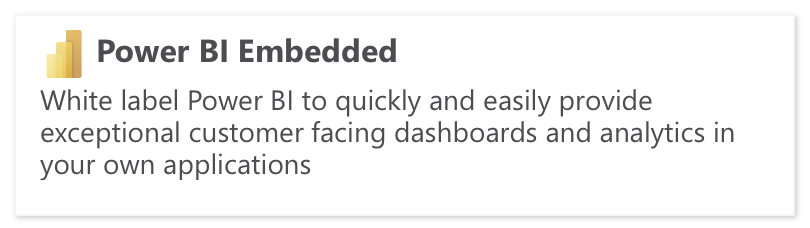 Power BI Embedded
White label Power BI to quickly and easily provide
exceptional customer facing dashboards and analytics in
your own applications